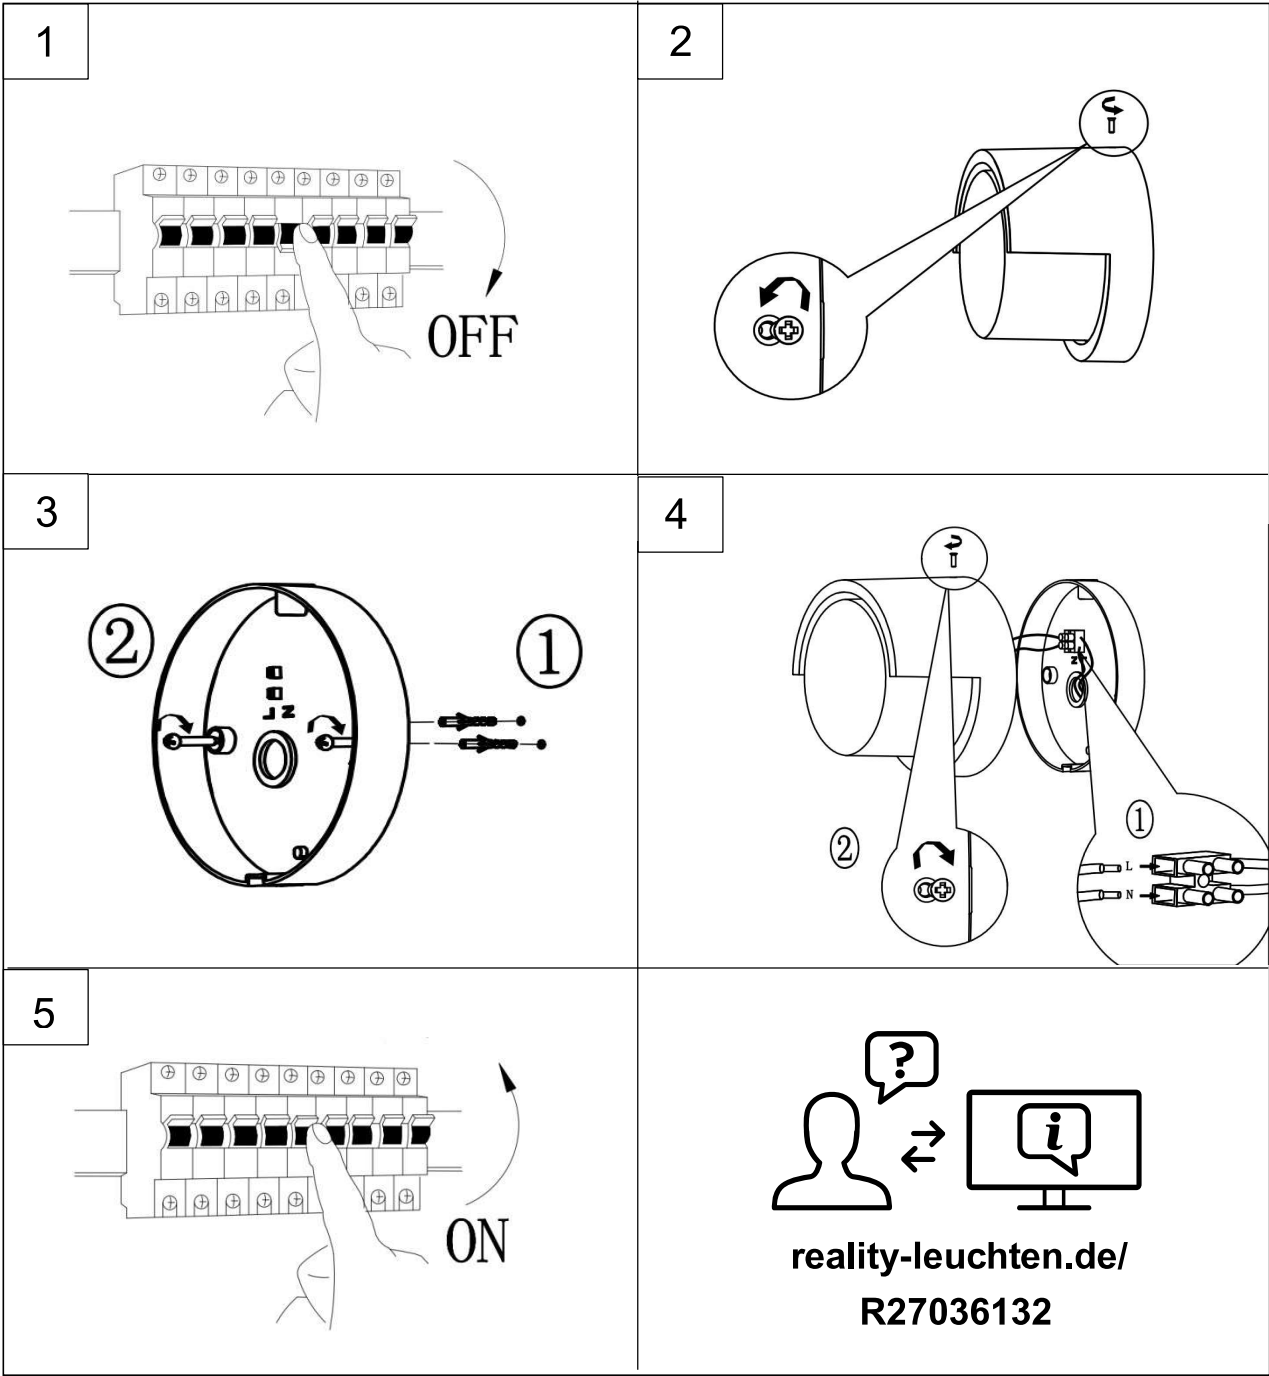 1
OFF
2
3
②
①
L
N
4
N
①
②
L
N
5
ON
?
i
reality-leuchten.de/
R27036132